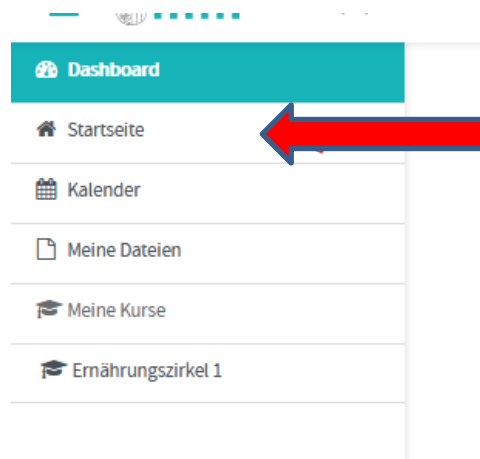 Dashboard
Startseite
Kalender
Meine Dateien
Meine Kurse
Ernährungszirkel 1